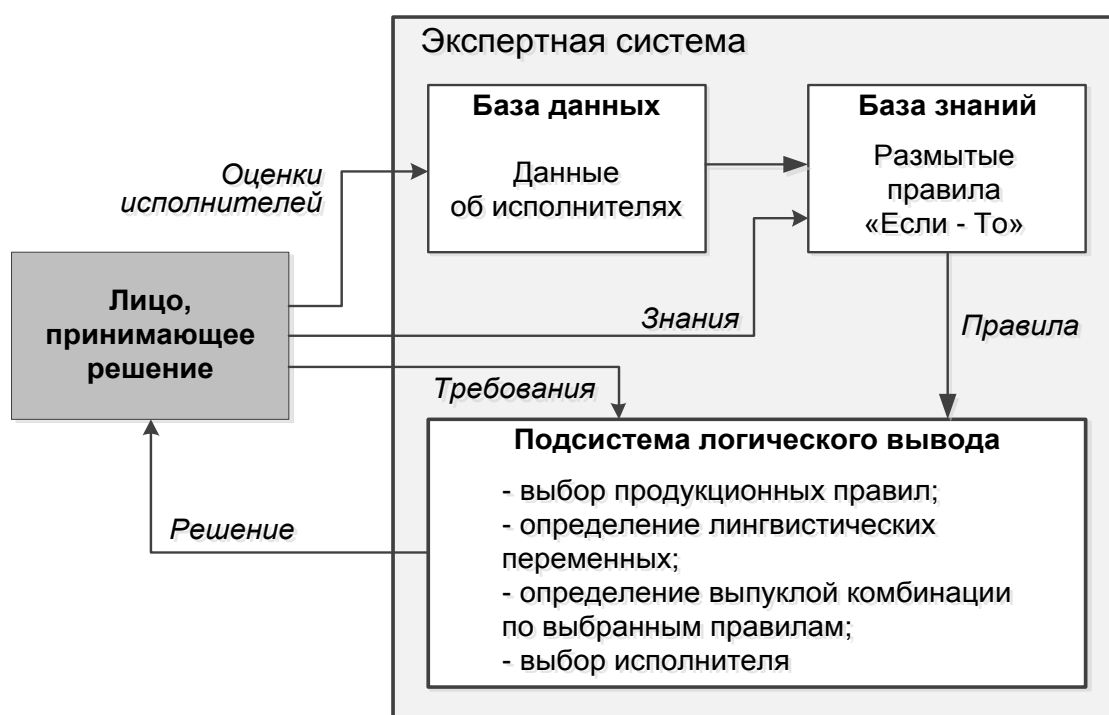 Экспертная система
База данных
Данные
об исполнителях
База знаний
Размытые
правила
«Если - То»
Оценки
исполнителей
Лицо,
принимающее
решение
Знания
Правила
Требования
Подсистема логического вывода
- выбор продукционных правил;
- определение лингвистических
переменных;
- определение выпуклой комбинации
по выбранным правилам;
- выбор исполнителя
Решение